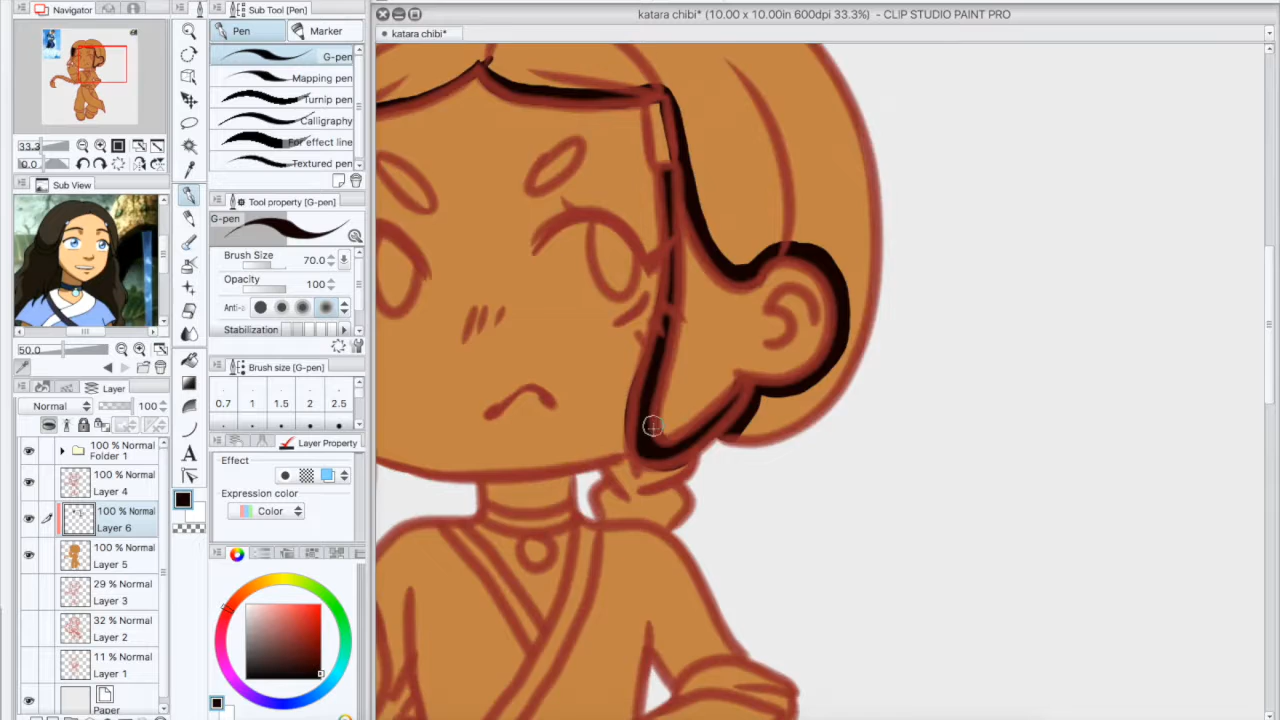 Navigator
33.3
0.0
Sub View
50.0
Layer
Normal
100
100 % Normal
Folder 1
100 % Normal
Layer 4
100 % Normal
Layer 6
100 % Normal
Layer 5
29 % Normal
Layer 3
32 % Normal
Layer 2
11 % Normal
Layer 1
Paper
A
Sub Tool [Pen]
Pen
Marker
G-pen
Mapping pen
Turnip pen
Calligraphy
For effect line
Textured pen
Tool property [G-pen]
G-pen
Brush Size
70.0
Opacity
100
Anti-a
Stabilization
Brush size [G-pen]
0.7 1 1.5 2 2.5
Layer Property
Effect
Expression color
Color
katara chibi* (10.00 x 10.00in 600dpi 33.3%) - CLIP STUDIO PAINT PRO
katara chibi*